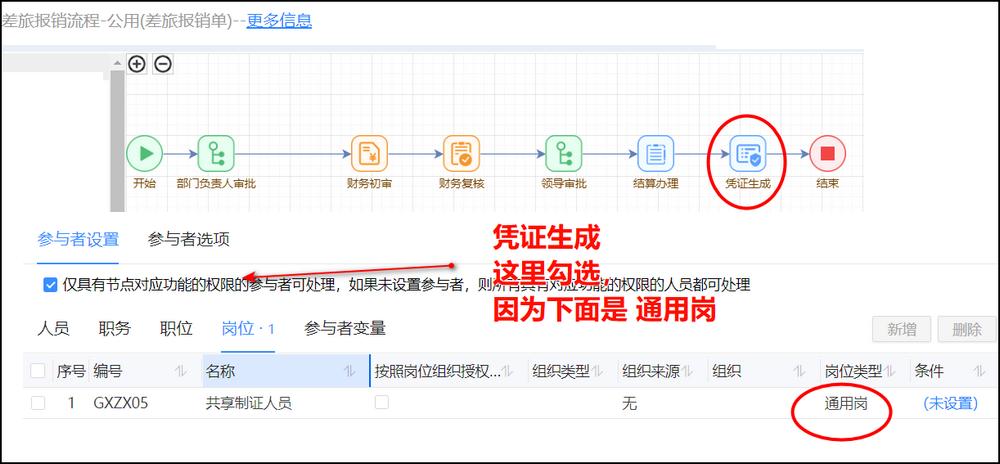 差旅报销流程-公用(差旅报销单)--更多信息
开始 部门负责人审批 财务初审 财务复核 领导审批 结算办理 凭证生成 结束
参与者设置 参与者选项
凭证生成
这里勾选,
因为下面是 通用岗
仅具有节点对应功能的权限的参与者可处理，如果未设置参与者，则所有具有对应功能的权限的人员都可处理
人员 职务 职位 岗位 · 1 参与者变量 新增 删除
序号 编号 名称 按照岗位组织授权... 组织类型 组织来源 组织 岗位类型 条件
1 GXZX05 共享制证人员 无 通用岗 (未设置)